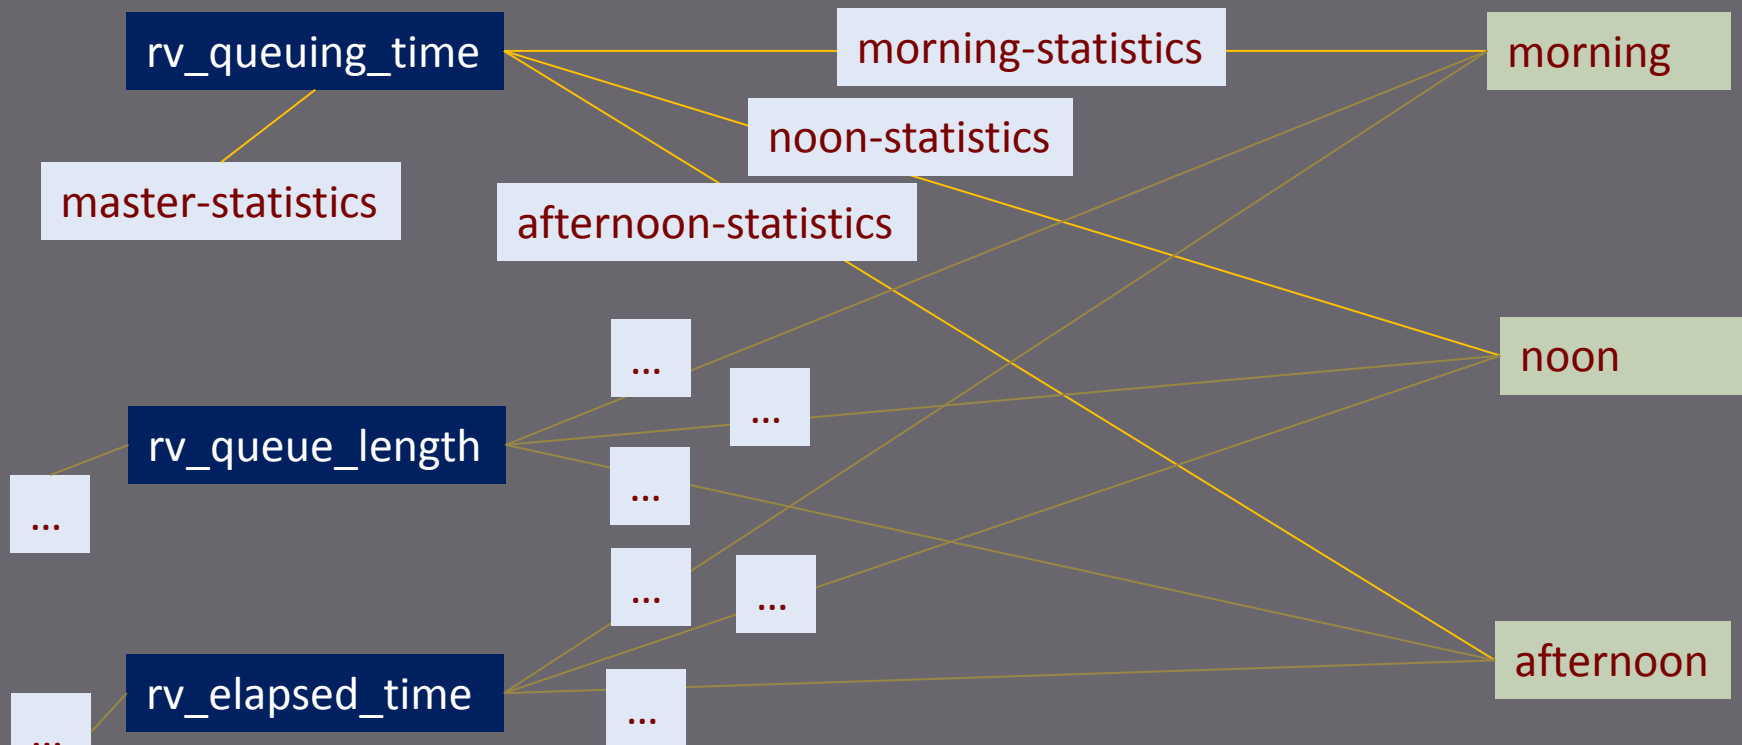 rv_queuing_time
morning-statistics
morning
noon-statistics
master-statistics
afternoon-statistics
...
noon
...
rv_queue_length
...
...
...
...
afternoon
rv_elapsed_time
...
...